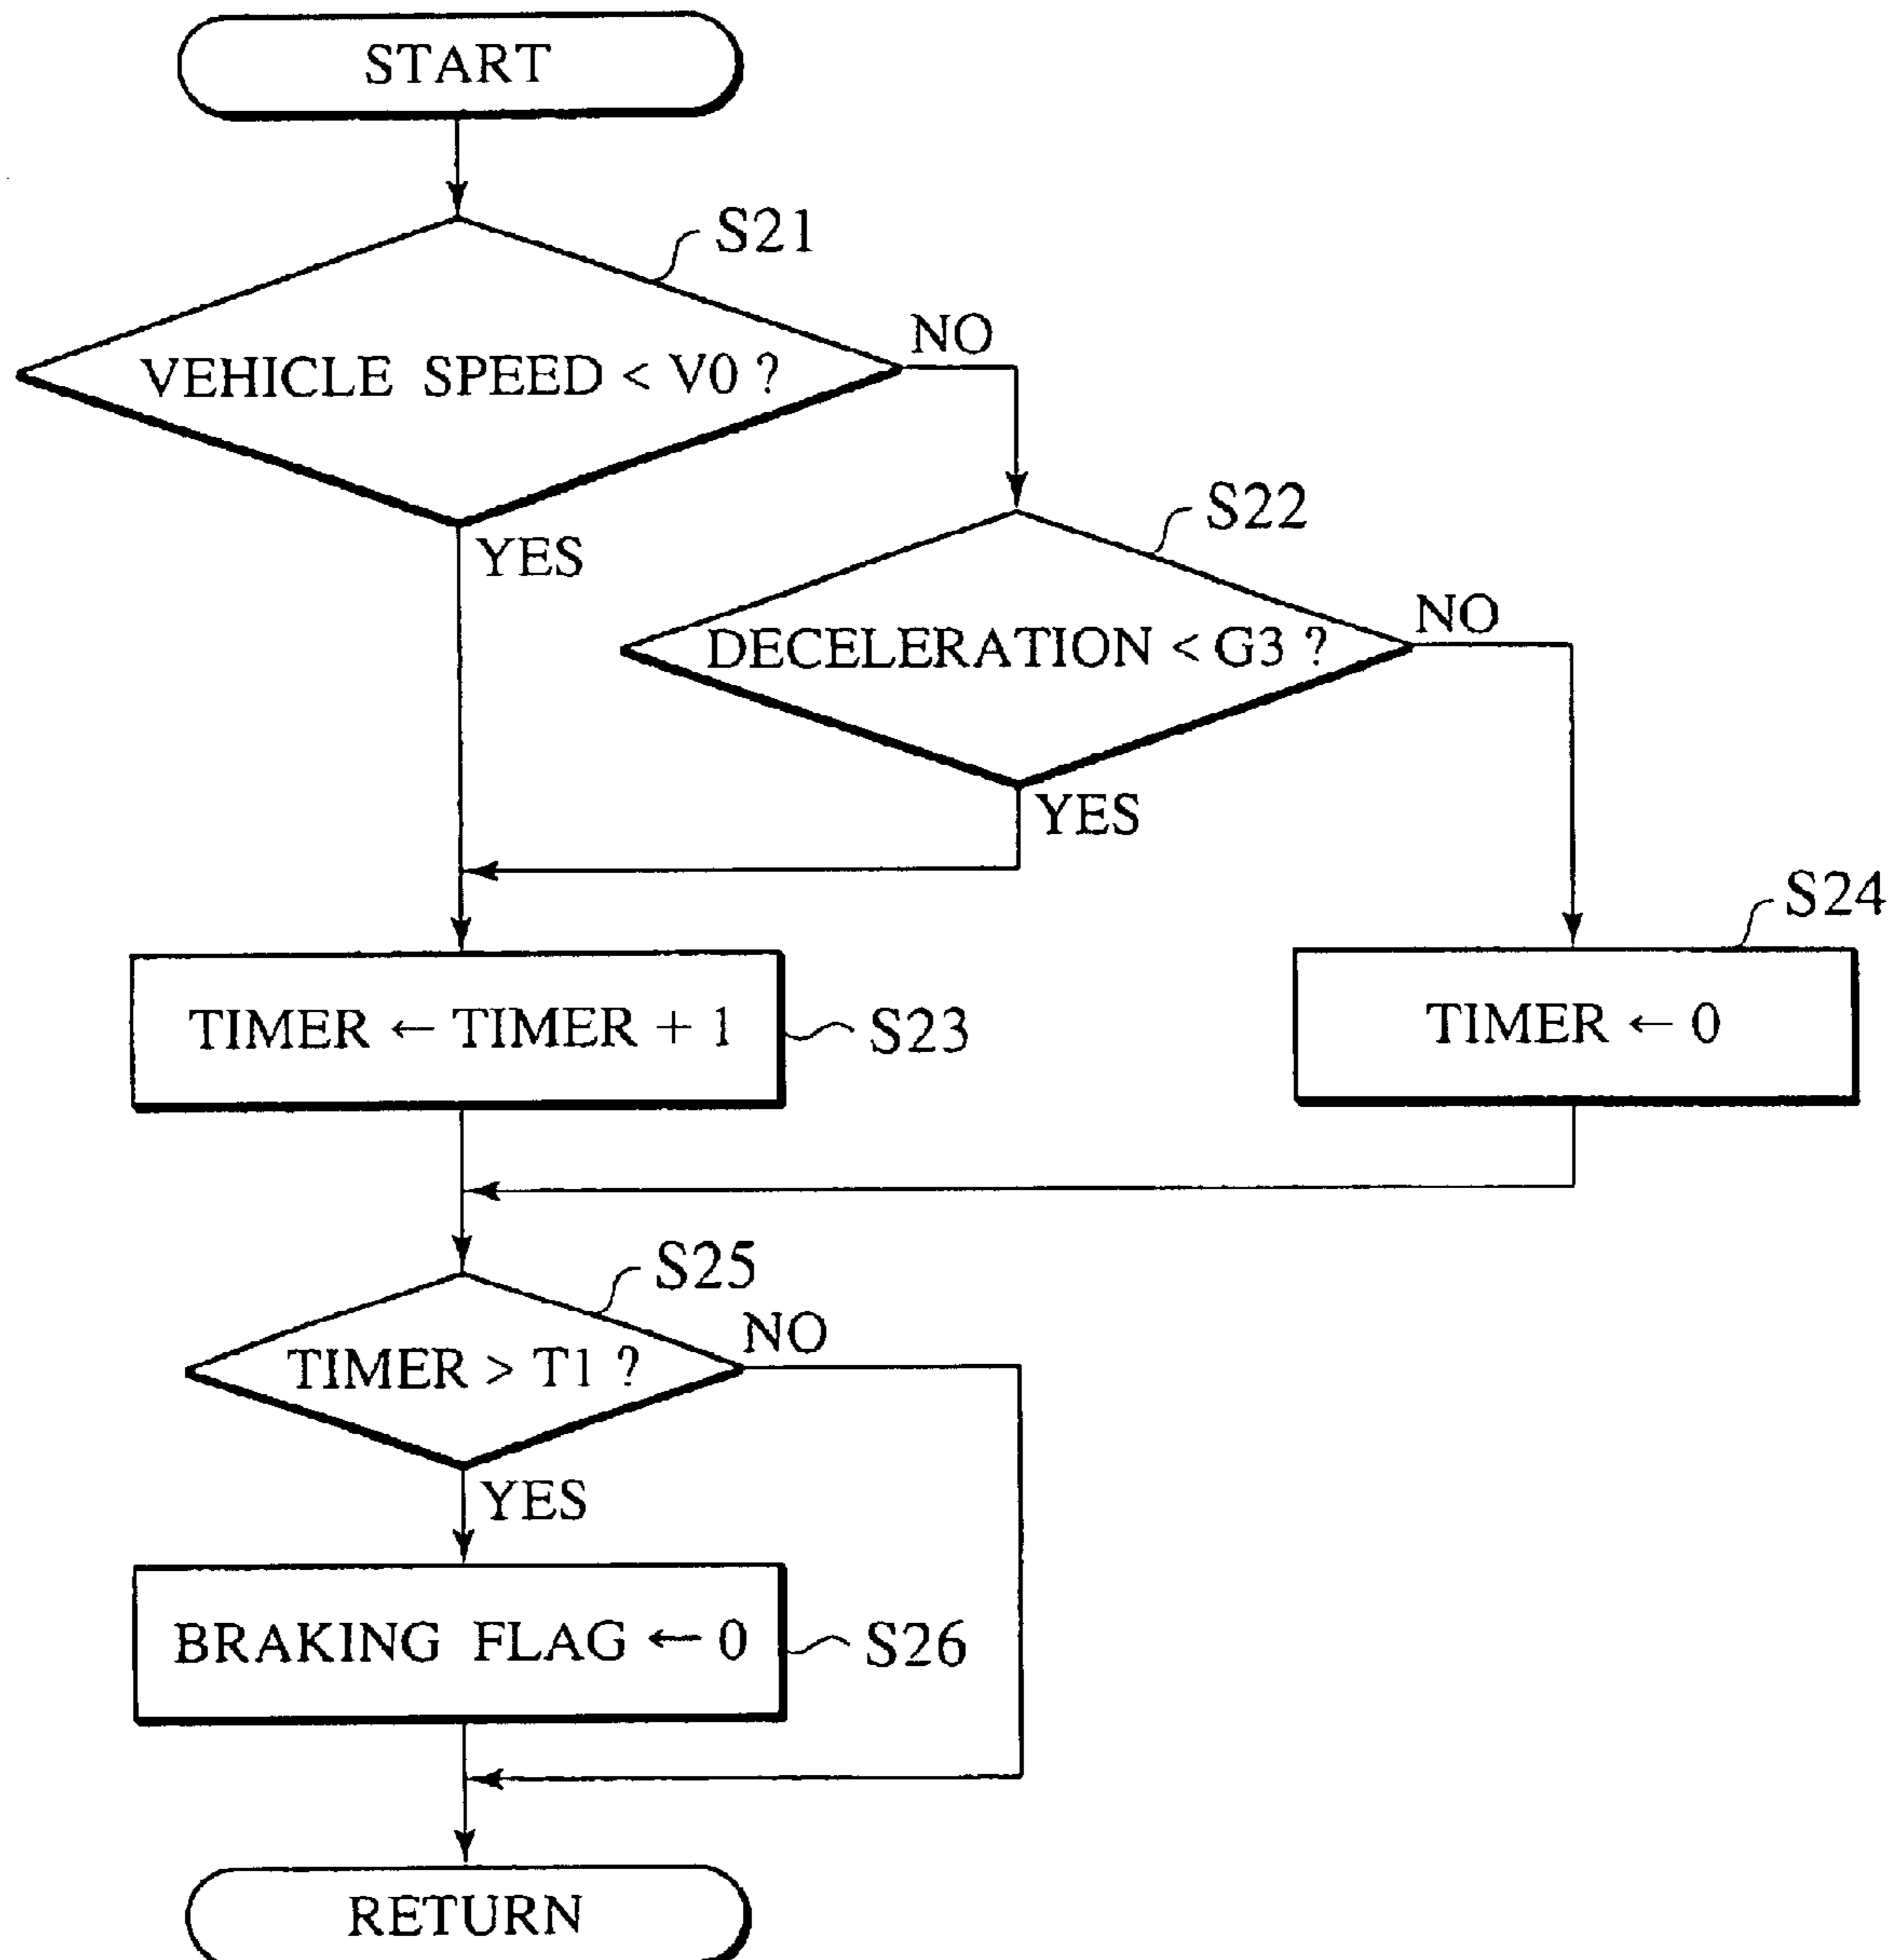 START
S21
VEHICLE SPEED < V0 ?
NO
YES
S22
DECELERATION < G3 ?
NO
YES
S24
TIMER ← TIMER + 1
S23
TIMER ← 0
S25
TIMER > T1 ?
NO
YES
BRAKING FLAG ← 0
S26
RETURN